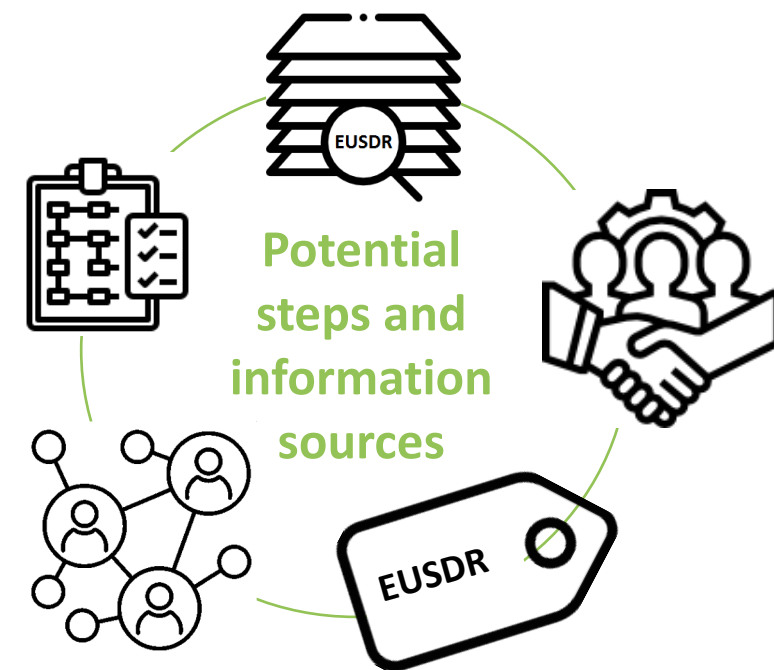 EUSDR
Potential
steps and
information
sources
EUSDR